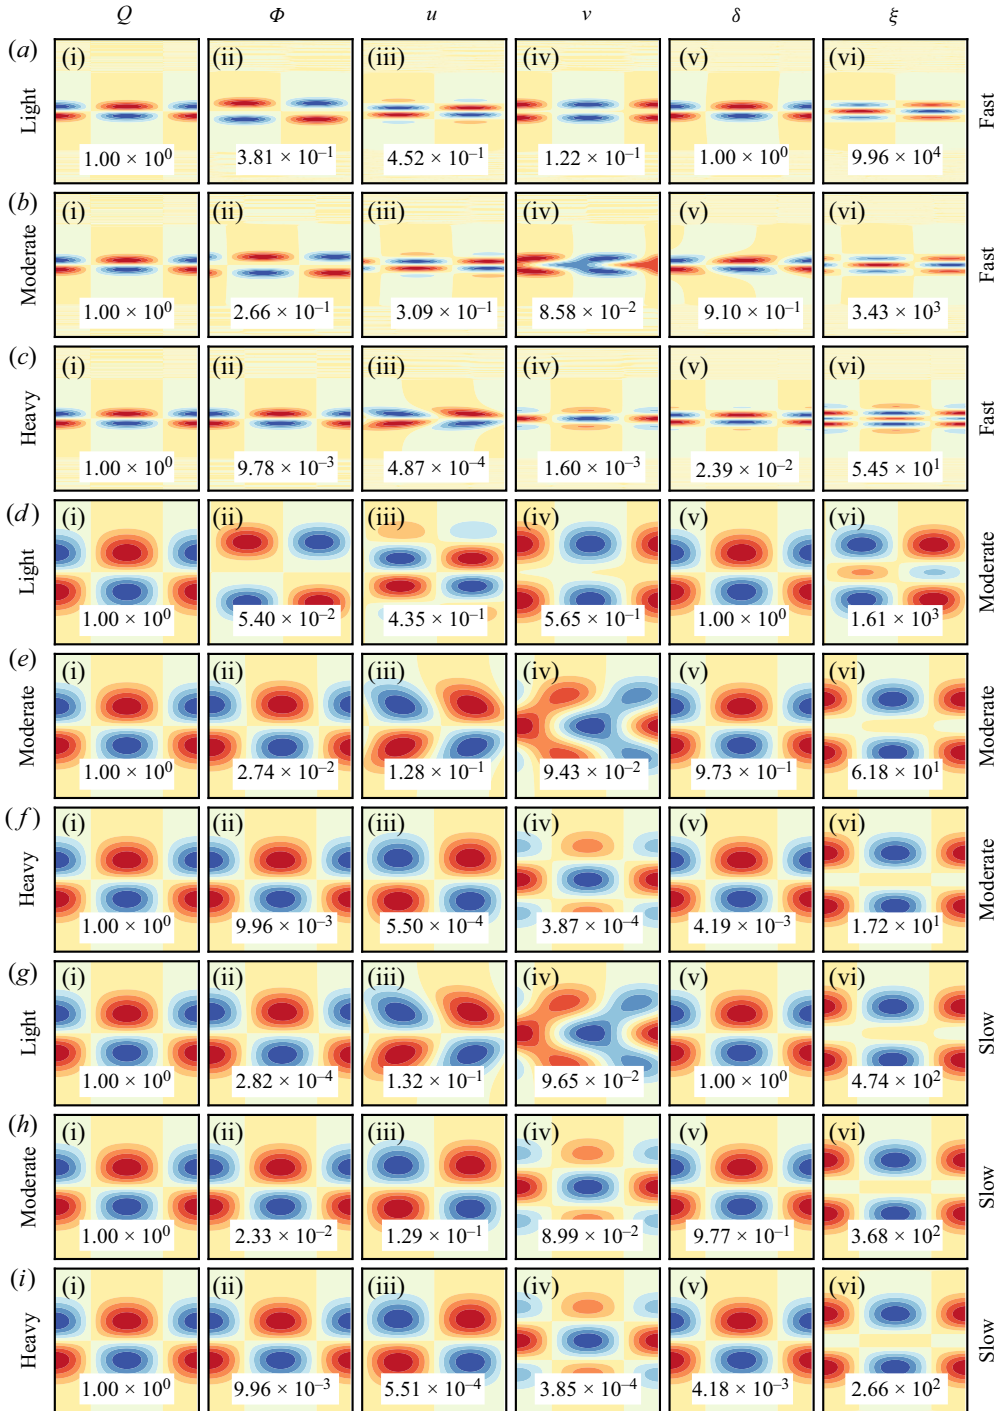 Q Φ u v δ ξ
(a) Light (i) (ii) (iii) (iv) (v) (vi) Fast
1.00 × 10⁰ 3.81 × 10⁻¹ 4.52 × 10⁻¹ 1.22 × 10⁻¹ 1.00 × 10⁰ 9.96 × 10⁴
(b) Moderate (i) (ii) (iii) (iv) (v) (vi) Fast
1.00 × 10⁰ 2.66 × 10⁻¹ 3.09 × 10⁻¹ 8.58 × 10⁻² 9.10 × 10⁻¹ 3.43 × 10³
(c) Heavy (i) (ii) (iii) (iv) (v) (vi) Fast
1.00 × 10⁰ 9.78 × 10⁻³ 4.87 × 10⁻⁴ 1.60 × 10⁻³ 2.39 × 10⁻² 5.45 × 10¹
(d) Light (i) (ii) (iii) (iv) (v) (vi) Moderate
1.00 × 10⁰ 5.40 × 10⁻² 4.35 × 10⁻¹ 5.65 × 10⁻¹ 1.00 × 10⁰ 1.61 × 10³
(e) Moderate (i) (ii) (iii) (iv) (v) (vi) Moderate
1.00 × 10⁰ 2.74 × 10⁻² 1.28 × 10⁻¹ 9.43 × 10⁻² 9.73 × 10⁻¹ 6.18 × 10¹
(f) Heavy (i) (ii) (iii) (iv) (v) (vi) Moderate
1.00 × 10⁰ 9.96 × 10⁻³ 5.50 × 10⁻⁴ 3.87 × 10⁻⁴ 4.19 × 10⁻³ 1.72 × 10¹
(g) Light (i) (ii) (iii) (iv) (v) (vi) Slow
1.00 × 10⁰ 2.82 × 10⁻⁴ 1.32 × 10⁻¹ 9.65 × 10⁻² 1.00 × 10⁰ 4.74 × 10²
(h) Moderate (i) (ii) (iii) (iv) (v) (vi) Slow
1.00 × 10⁰ 2.33 × 10⁻² 1.29 × 10⁻¹ 8.99 × 10⁻² 9.77 × 10⁻¹ 3.68 × 10²
(i) Heavy (i) (ii) (iii) (iv) (v) (vi) Slow
1.00 × 10⁰ 9.96 × 10⁻³ 5.51 × 10⁻⁴ 3.85 × 10⁻⁴ 4.18 × 10⁻³ 2.66 × 10²